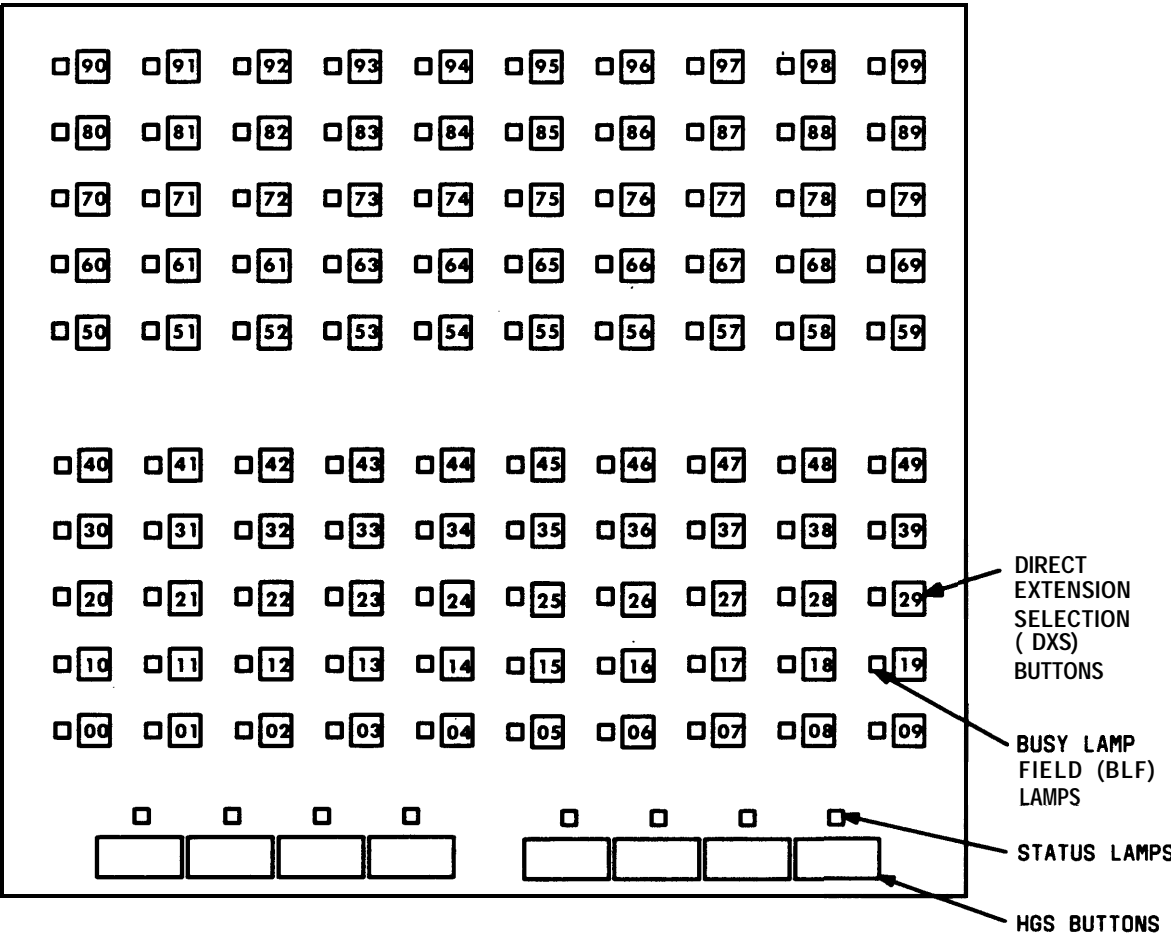 90 91 92 93 94 95 96 97 98 99
80 81 82 83 84 85 86 87 88 89
70 71 72 73 74 75 76 77 78 79
60 61 61 63 64 65 66 67 68 69
50 51 52 53 54 55 56 57 58 59
40 41 42 43 44 45 46 47 48 49
30 31 32 33 34 35 36 37 38 39
20 21 22 23 24 25 26 27 28 29
10 11 12 13 14 15 16 17 18 19
00 01 02 03 04 05 06 07 08 09
DIRECT
EXTENSION
SELECTION
( DXS)
BUTTONS
BUSY LAMP
FIELD (BLF)
LAMPS
STATUS LAMPS
HGS BUTTONS